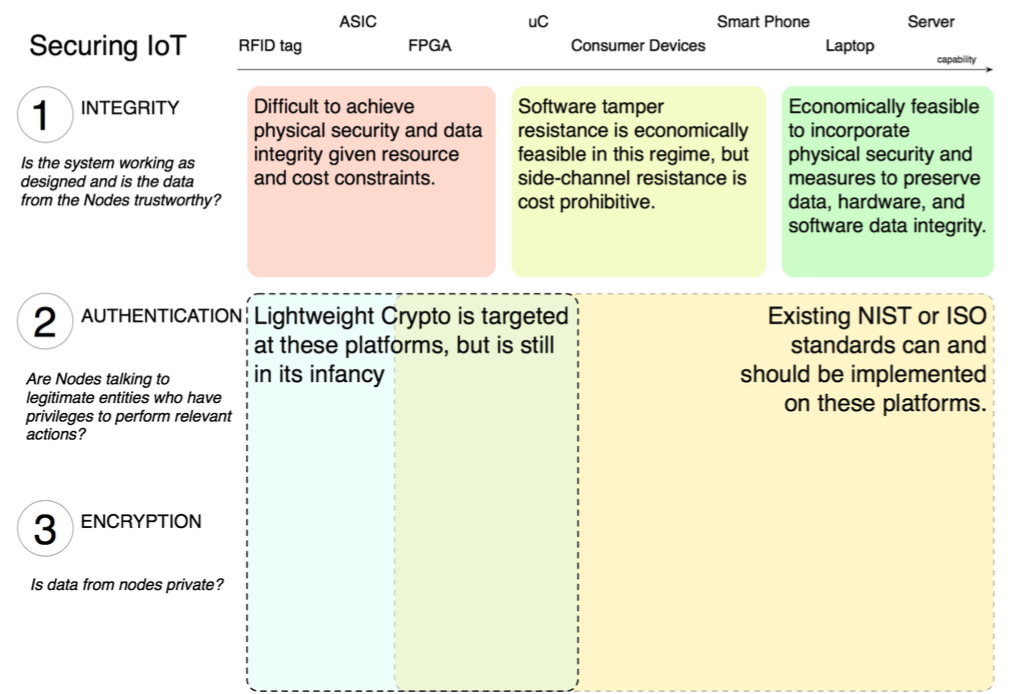 Securing IoT
ASIC
uC
Smart Phone
Server
RFID tag
FPGA
Consumer Devices
Laptop
capability
1
INTEGRITY
Is the system working as
designed and is the data
from the Nodes trustworthy?
Difficult to achieve
physical security and data
integrity given resource
and cost constraints.
Software tamper
resistance is economically
feasible in this regime, but
side-channel resistance is
cost prohibitive.
Economically feasible
to incorporate
physical security and
measures to preserve
data, hardware, and
software data integrity.
2
AUTHENTICATION
Are Nodes talking to
legitimate entities who have
privileges to perform relevant
actions?
Lightweight Crypto is targeted
at these platforms, but is still
in its infancy
Existing NIST or ISO
standards can and
should be implemented
on these platforms.
3
ENCRYPTION
Is data from nodes private?